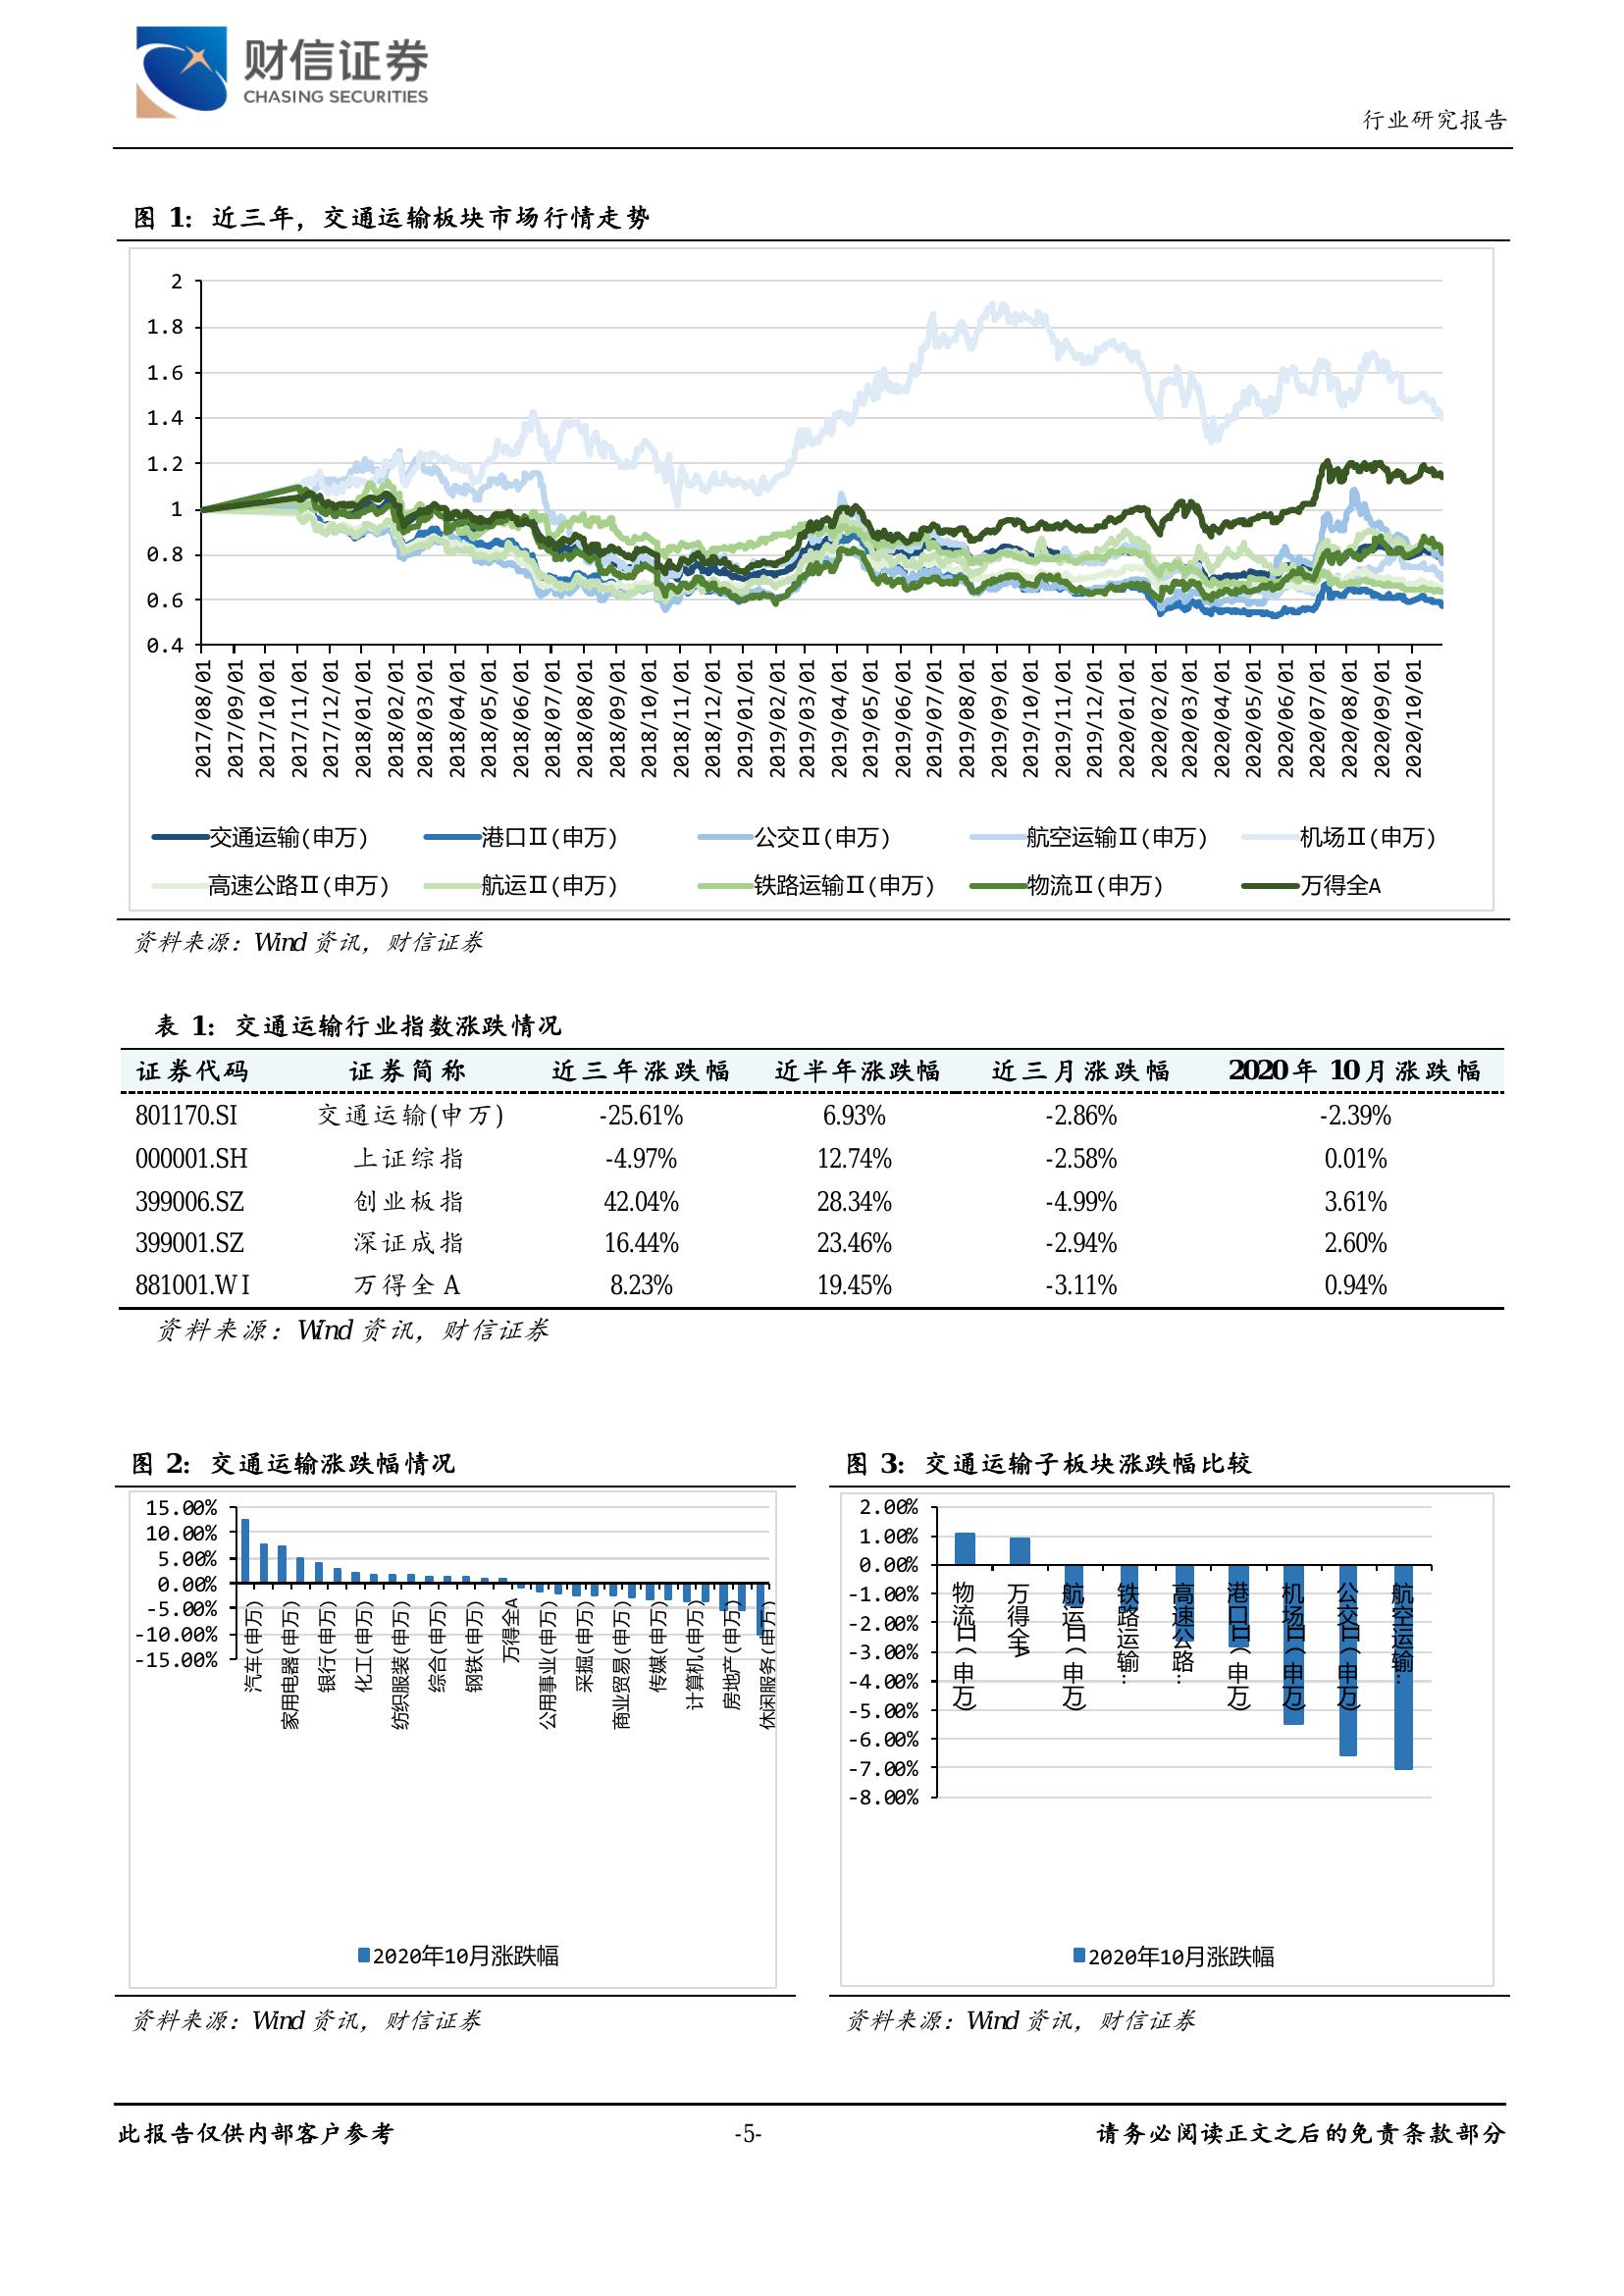 财信证券
CHASING SECURITIES
行业研究报告
图 1: 近三年，交通运输板块市场行情走势
2
1.8
1.6
1.4
1.2
1
0.8
0.6
0.4
2017/08/01 2017/09/01 2017/10/01 2017/11/01 2017/12/01 2018/01/01 2018/02/01 2018/03/01 2018/04/01 2018/05/01 2018/06/01 2018/07/01 2018/08/01 2018/09/01 2018/10/01 2018/11/01 2018/12/01 2019/01/01 2019/02/01 2019/03/01 2019/04/01 2019/05/01 2019/06/01 2019/07/01 2019/08/01 2019/09/01 2019/10/01 2019/11/01 2019/12/01 2020/01/01 2020/02/01 2020/03/01 2020/04/01 2020/05/01 2020/06/01 2020/07/01 2020/08/01 2020/09/01 2020/10/01
交通运输(申万) 港口Ⅱ(申万) 公交Ⅱ(申万) 航空运输Ⅱ(申万) 机场Ⅱ(申万)
高速公路Ⅱ(申万) 航运Ⅱ(申万) 铁路运输Ⅱ(申万) 物流Ⅱ(申万) 万得全A
资料来源：Wind 资讯，财信证券
表 1: 交通运输行业指数涨跌情况
证券代码 证券简称 近三年涨跌幅 近半年涨跌幅 近三月涨跌幅 2020 年 10 月涨跌幅
801170.SI 交通运输(申万) -25.61% 6.93% -2.86% -2.39%
000001.SH 上证综指 -4.97% 12.74% -2.58% 0.01%
399006.SZ 创业板指 42.04% 28.34% -4.99% 3.61%
399001.SZ 深证成指 16.44% 23.46% -2.94% 2.60%
881001.WI 万得全 A 8.23% 19.45% -3.11% 0.94%
资料来源：Wind 资讯，财信证券
图 2: 交通运输涨跌幅情况
15.00%
10.00%
5.00%
0.00%
-5.00%
-10.00%
-15.00%
汽车(申万) 家用电器(申万) 银行(申万) 化工(申万) 纺织服装(申万) 综合(申万) 钢铁(申万) 万得全A 公用事业(申万) 采掘(申万) 商业贸易(申万) 传媒(申万) 计算机(申万) 房地产(申万) 休闲服务(申万)
2020年10月涨跌幅
资料来源：Wind 资讯，财信证券
图 3: 交通运输子板块涨跌幅比较
2.00%
1.00%
0.00%
-1.00%
-2.00%
-3.00%
-4.00%
-5.00%
-6.00%
-7.00%
-8.00%
物流口(申万) 万得全A 航运口(申万) 铁路运输… 高速公路… 港口口(申万) 机场口(申万) 公交口(申万) 航空运输…
2020年10月涨跌幅
资料来源：Wind 资讯，财信证券
此报告仅供内部客户参考
-5-
请务必阅读正文之后的免责条款部分